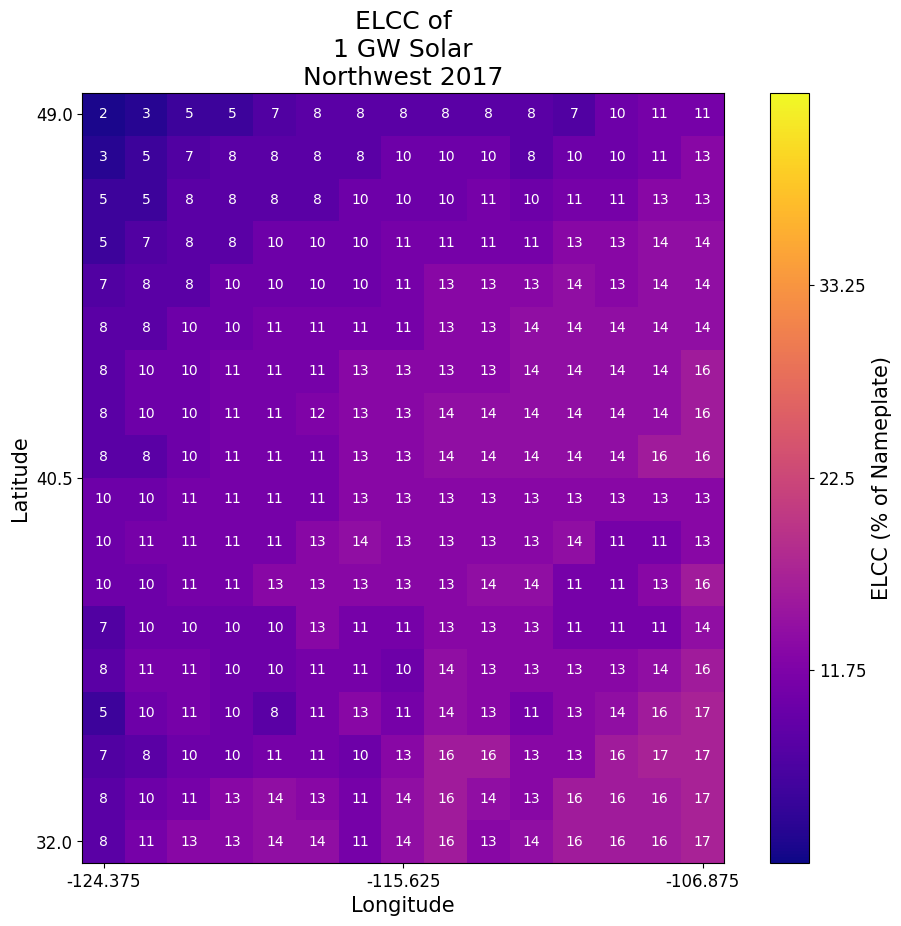 ELCC of
1 GW Solar
Northwest 2017
49.0
2 3 5 5 7 8 8 8 8 8 8 7 10 11 11
3 5 7 8 8 8 8 10 10 10 8 10 10 11 13
5 5 8 8 8 8 10 10 10 11 10 11 11 13 13
5 7 8 8 10 10 10 11 11 11 11 13 13 14 14
7 8 8 10 10 10 10 11 13 13 13 14 13 14 14
8 8 10 10 11 11 11 11 13 13 14 14 14 14 14
8 10 10 11 11 11 13 13 13 13 14 14 14 14 16
8 10 10 11 11 12 13 13 14 14 14 14 14 14 16
8 8 10 11 11 11 13 13 14 14 14 14 14 16 16
40.5
10 10 11 11 11 11 13 13 13 13 13 13 13 13 13
10 11 11 11 11 13 14 13 13 13 13 14 11 11 13
10 10 11 11 13 13 13 13 13 14 14 11 11 13 16
7 10 10 10 10 13 11 11 13 13 13 11 11 11 14
8 11 11 10 10 11 11 10 14 13 13 13 13 14 16
5 10 11 10 8 11 13 11 14 13 11 13 14 16 17
7 8 10 10 11 11 10 13 16 16 13 13 16 17 17
8 10 11 13 14 13 11 14 16 14 13 16 16 16 17
32.0
8 11 13 13 14 14 11 14 16 13 14 16 16 16 17
-124.375 -115.625 -106.875
Longitude
Latitude
33.25
22.5
11.75
ELCC (% of Nameplate)